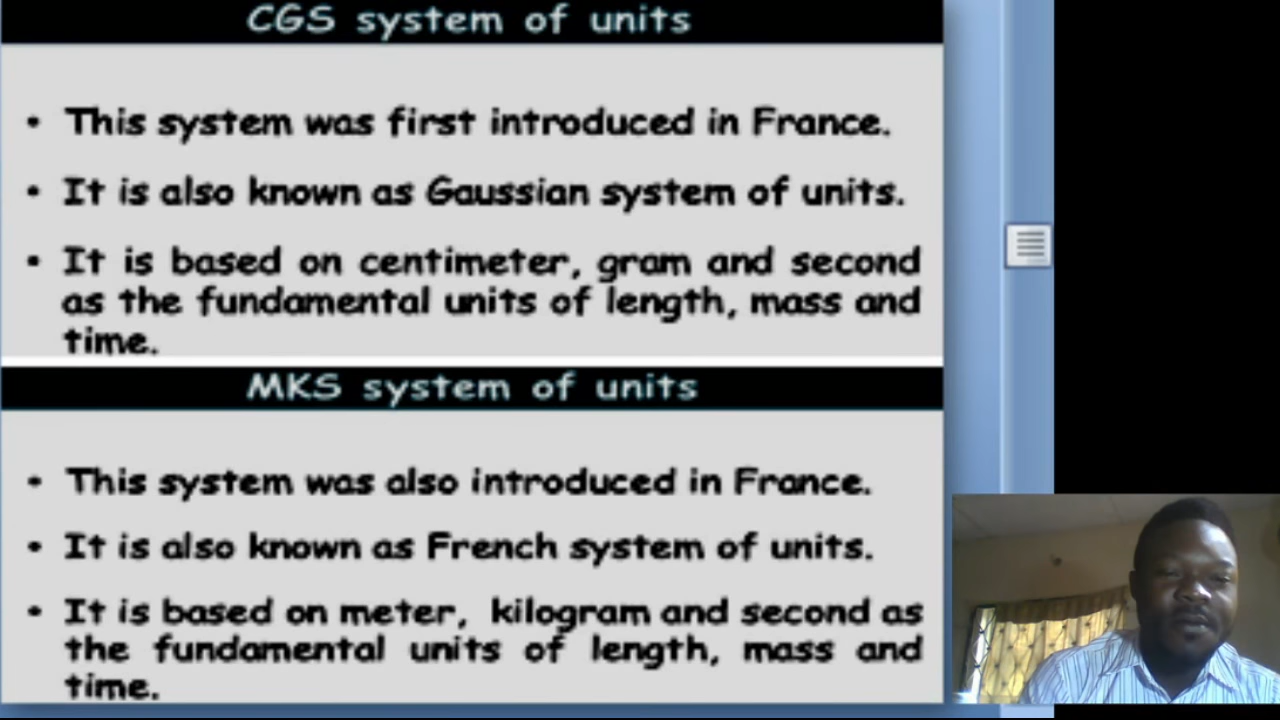 CGS system of units
• This system was first introduced in France.
• It is also known as Gaussian system of units.
• It is based on centimeter, gram and second
as the fundamental units of length, mass and
time.
MKS system of units
• This system was also introduced in France.
• It is also known as French system of units.
• It is based on meter, kilogram and second as
the fundamental units of length, mass and
time.